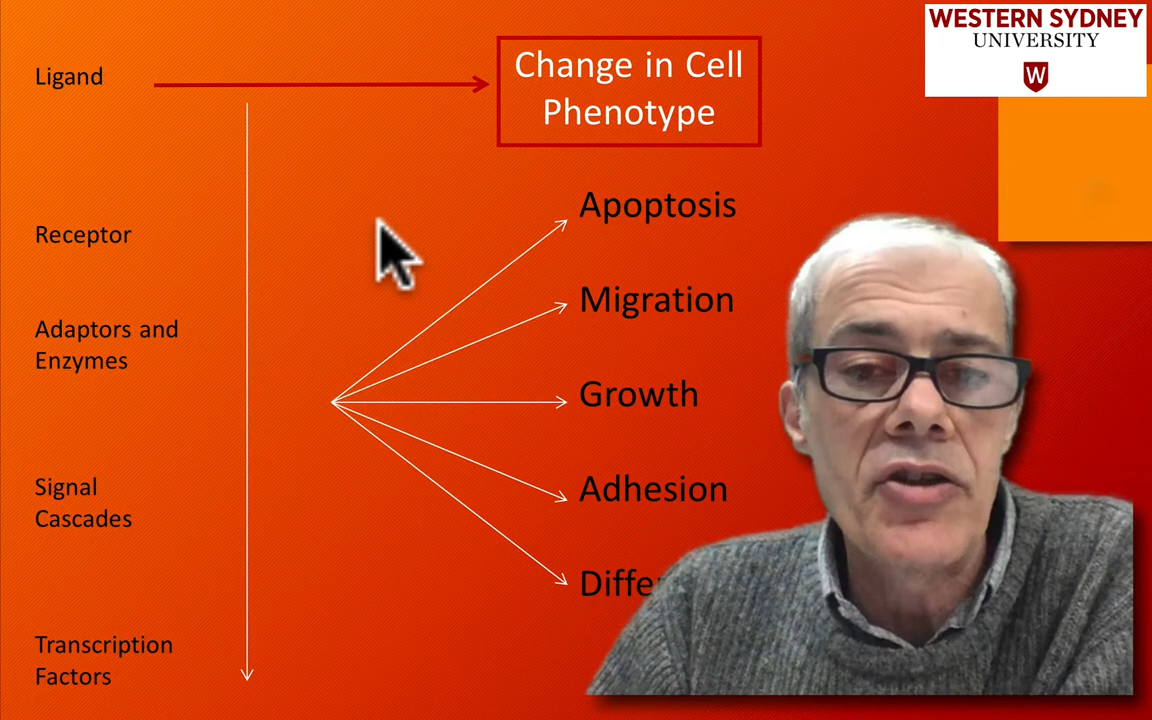 WESTERN SYDNEY
UNIVERSITY
W
Ligand
Change in Cell
Phenotype
Receptor
Adaptors and
Enzymes
Signal
Cascades
Transcription
Factors
Apoptosis
Migration
Growth
Adhesion